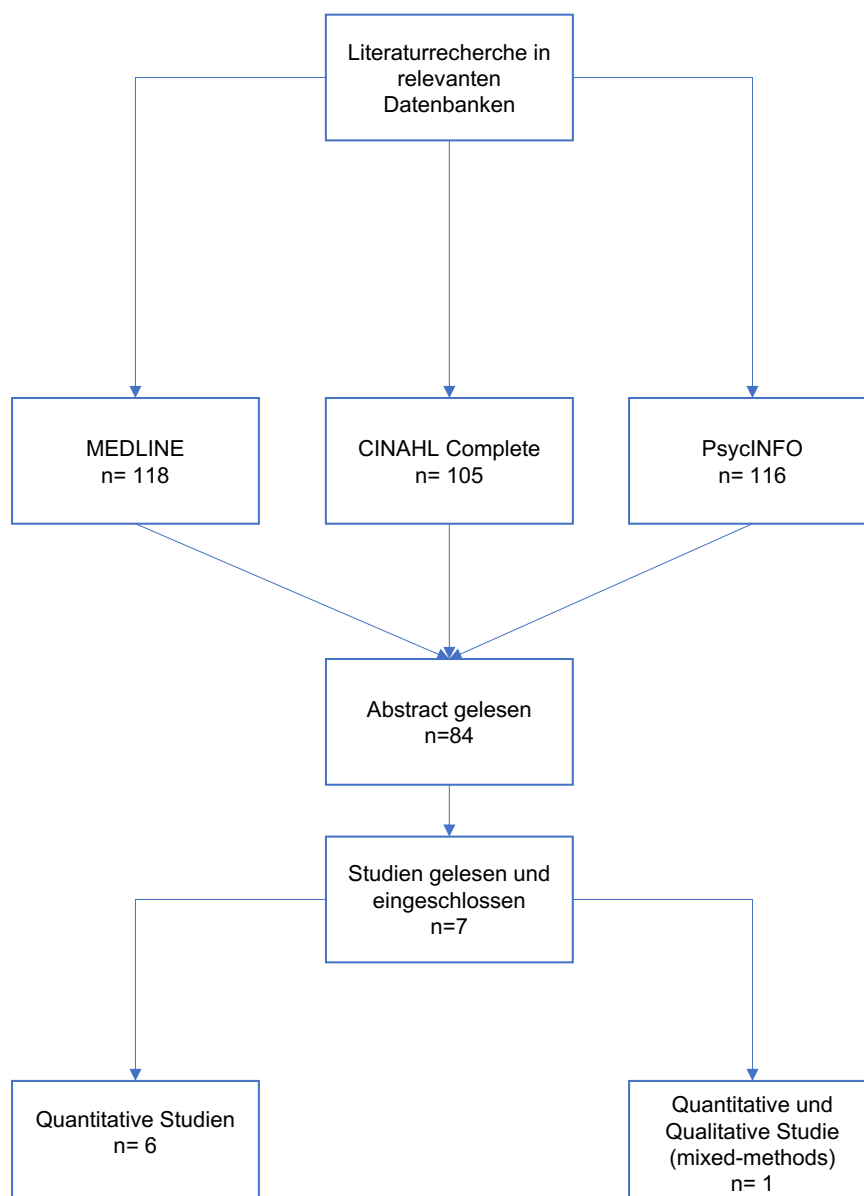 Literaturrecherche in
relevanten
Datenbanken
MEDLINE
n= 118
CINAHL Complete
n= 105
PsycINFO
n= 116
Abstract gelesen
n=84
Studien gelesen und
eingeschlossen
n=7
Quantitative Studien
n= 6
Quantitative und
Qualitative Studie
(mixed-methods)
n= 1